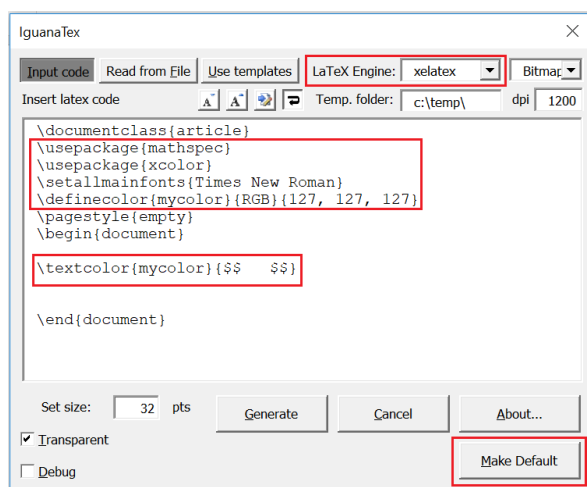 IguanaTex
Input code Read from File Use templates LaTeX Engine: xelatex Bitmap
Insert latex code Temp. folder: c:\temp\ dpi 1200
\documentclass{article}
\usepackage{mathspec}
\usepackage{xcolor}
\setallmainfonts{Times New Roman}
\definecolor{mycolor}{RGB}{127, 127, 127}
\pagestyle{empty}
\begin{document}
\textcolor{mycolor}{$$   $$}
\end{document}
Set size: 32 pts Generate Cancel About...
Transparent
Make Default
Debug